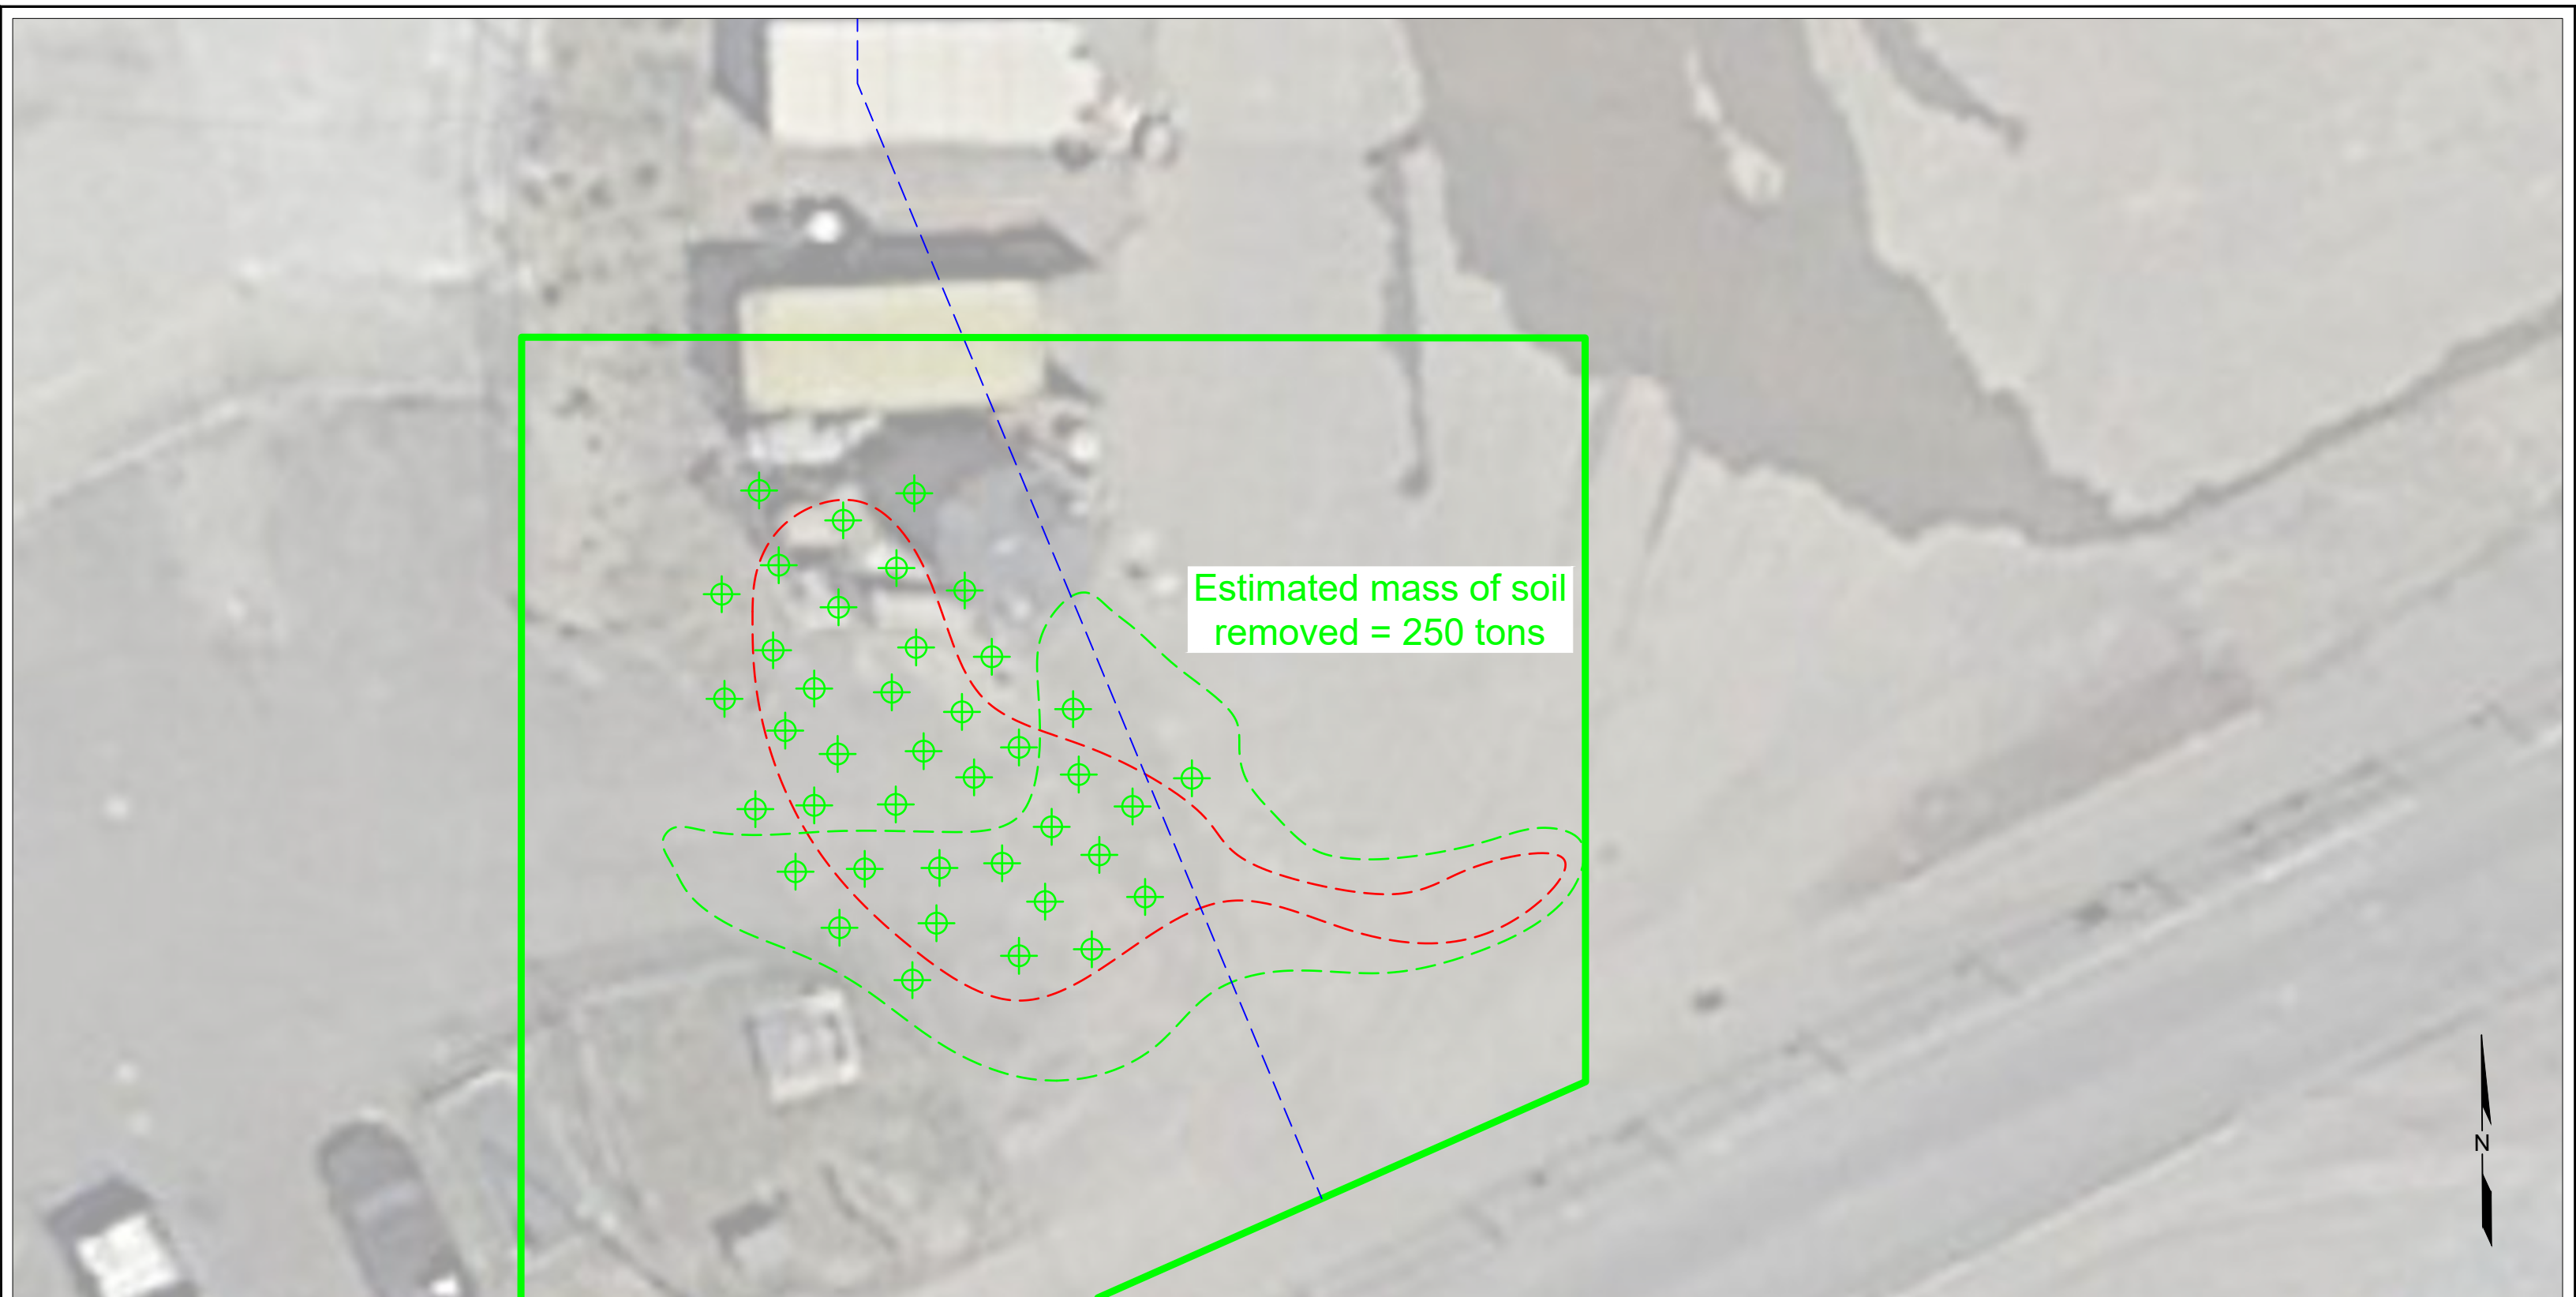 Estimated mass of soil
removed = 250 tons
N